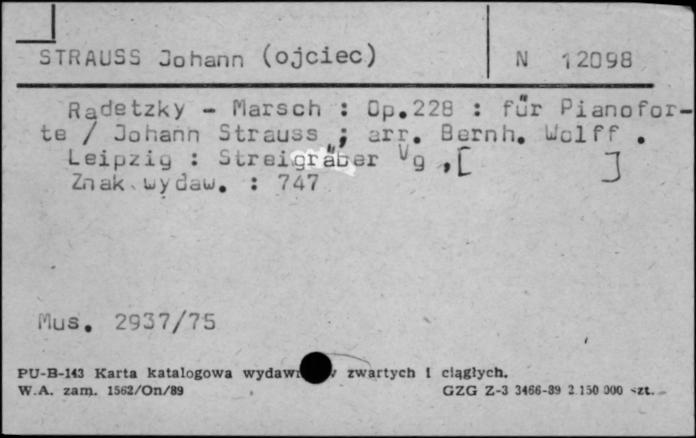 STRAUSS Johann (ojciec) N 12098
Radetzky - Marsch : Op.228 : für Pianofor-
te / Johann Strauss ; arr. Bernh. Wolff .
Leipzig : Streigräber Vg ,[ ]
Znak wydaw. : 747
Mus. 2937/75
PU-B-143 Karta katalogowa zwartych i ciągłych.
W.A. zam. 1562/On/89 GZG Z-3 3466-89 2.150 000 szt.